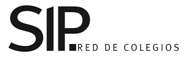 SIP.
RED DE COLEGIOS